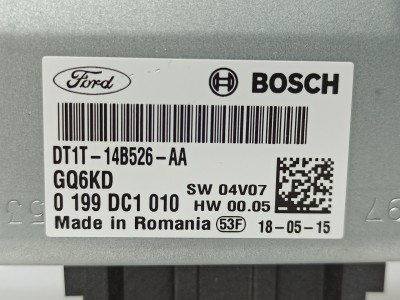 Ford BOSCH
DT1T-14B526-AA
GQ6KD SW 04V07
0 199 DC1 010 HW 00.05
Made in Romania 53F 18-05-15